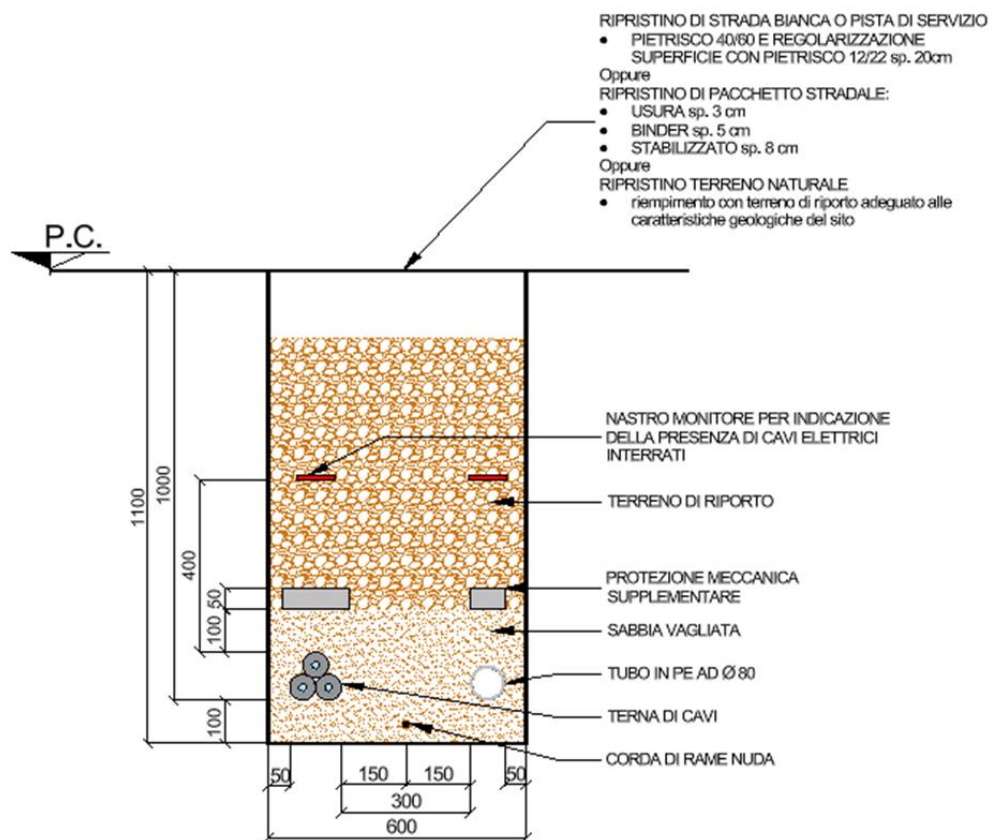 RIPRISTINO DI STRADA BIANCA O PISTA DI SERVIZIO
• PIETRISCO 40/60 E REGOLARIZZAZIONE
SUPERFICIE CON PIETRISCO 12/22 sp. 20cm
Oppure
RIPRISTINO DI PACCHETTO STRADALE:
• USURA sp. 3 cm
• BINDER sp. 5 cm
• STABILIZZATO sp. 8 cm
Oppure
RIPRISTINO TERRENO NATURALE
• riempimento con terreno di riporto adeguato alle
caratteristiche geologiche del sito
P.C.
NASTRO MONITORE PER INDICAZIONE
DELLA PRESENZA DI CAVI ELETTRICI
INTERRATI
TERRENO DI RIPORTO
PROTEZIONE MECCANICA
SUPPLEMENTARE
SABBIA VAGLIATA
TUBO IN PE AD Ø 80
TERNA DI CAVI
CORDA DI RAME NUDA
1100
1000
400
50
100
100
50
150
150
50
300
600